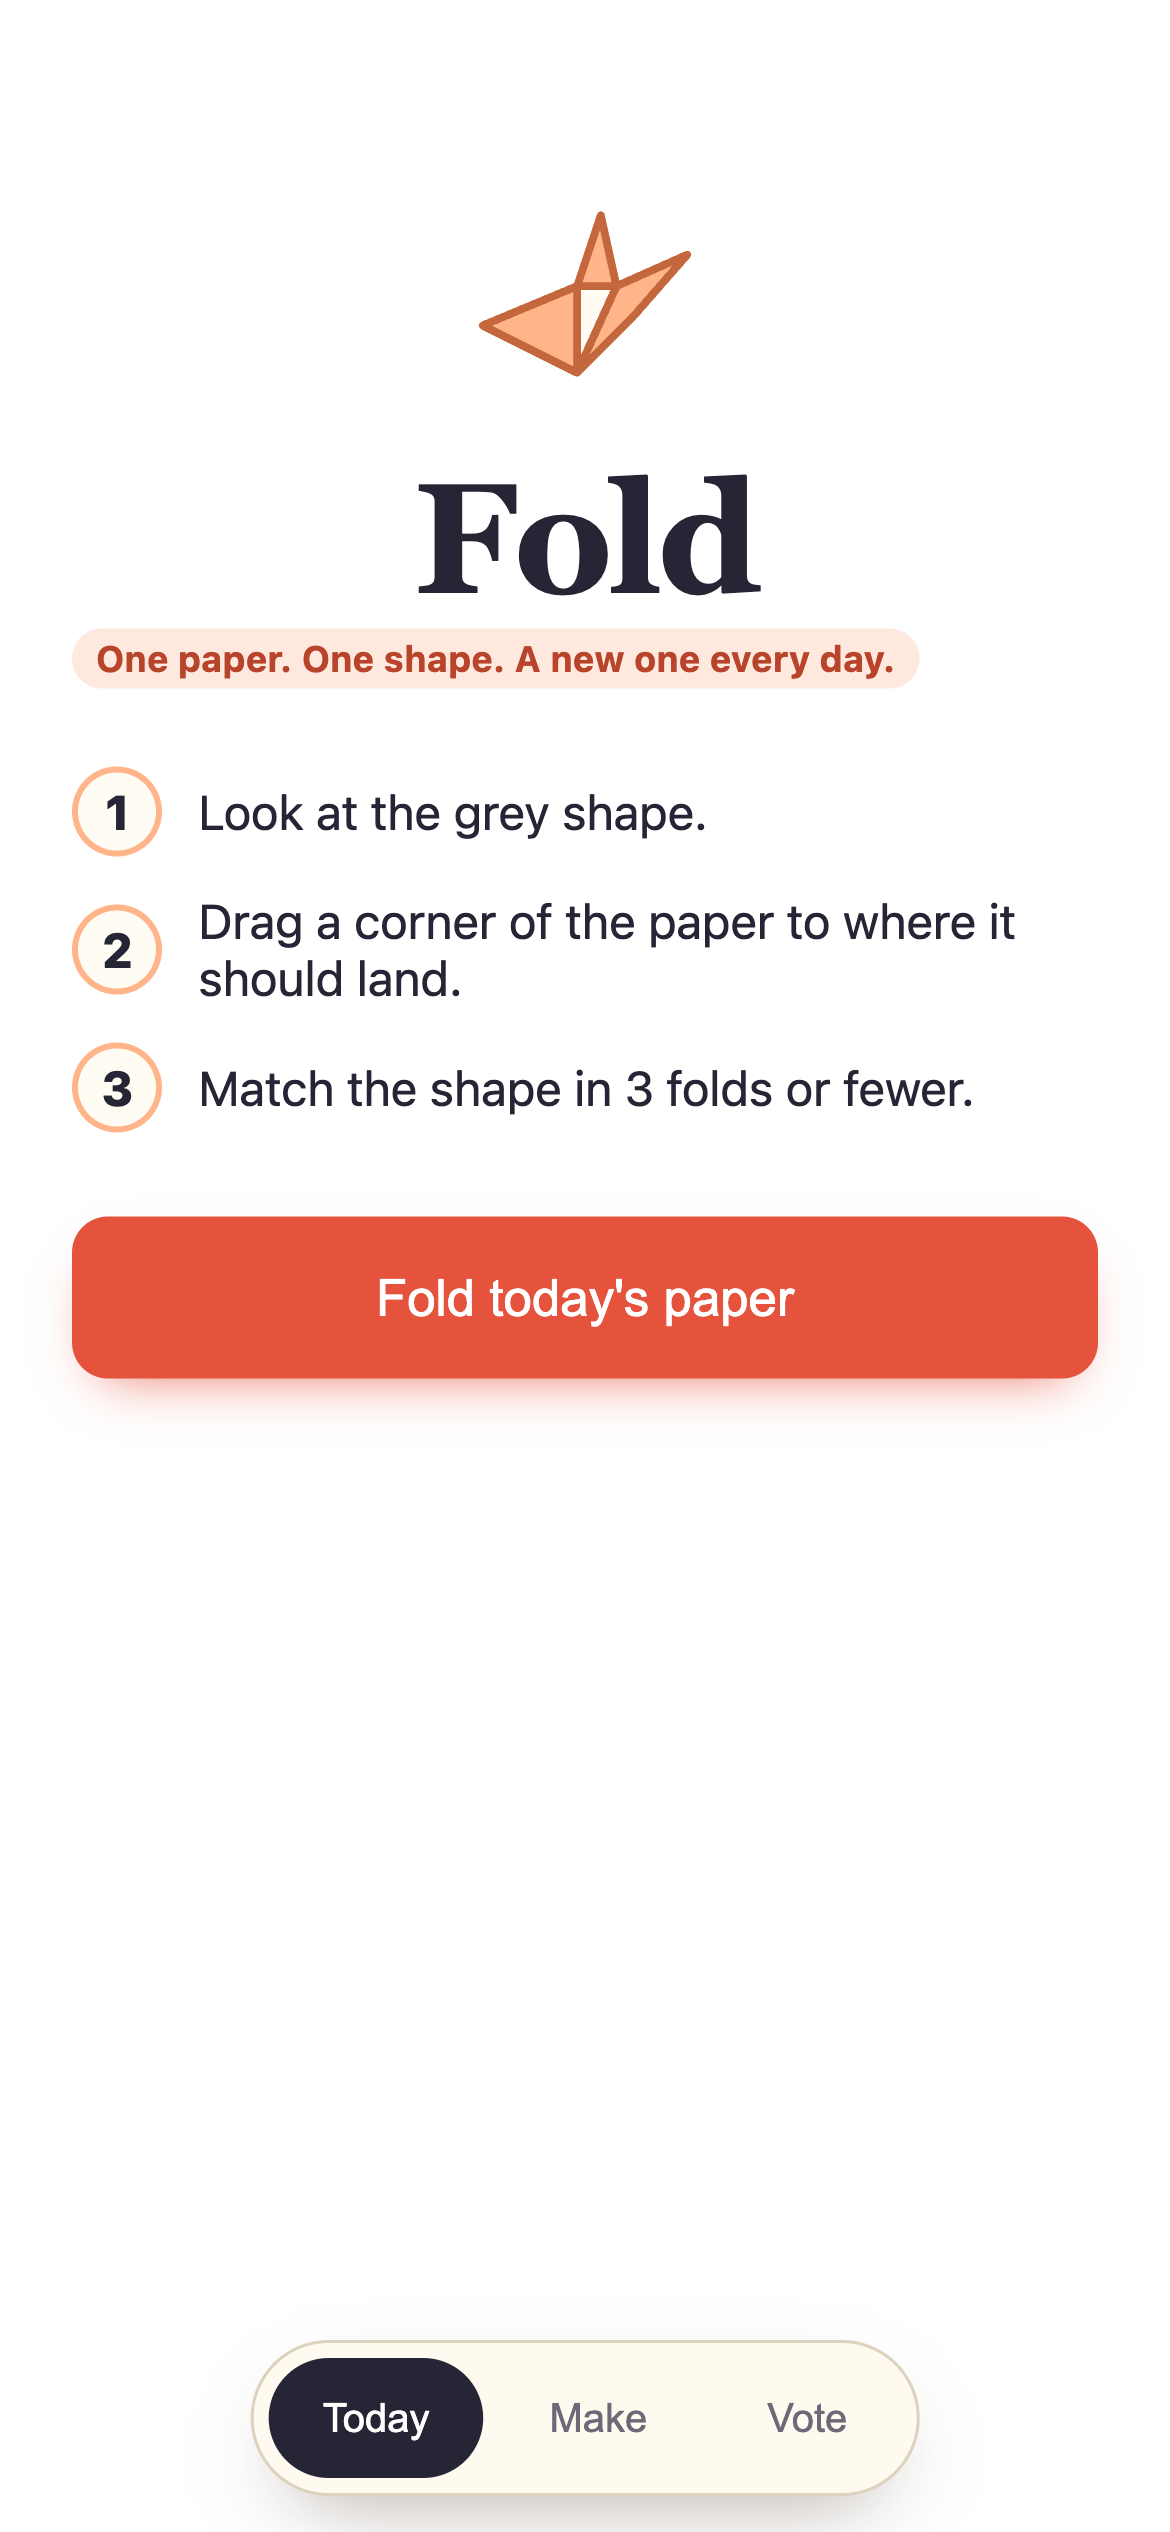 Fold
One paper. One shape. A new one every day.
1 Look at the grey shape.
2 Drag a corner of the paper to where it
should land.
3 Match the shape in 3 folds or fewer.
Fold today's paper
Today Make Vote